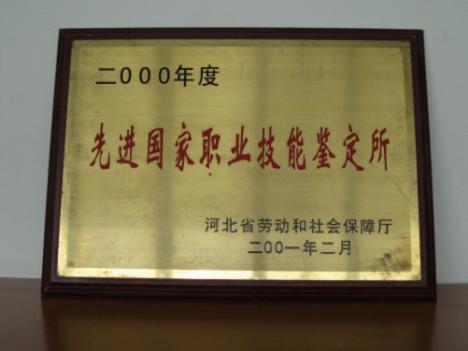 二000年度
先进国家职业技能鉴定所
河北省劳动和社会保障厅
二00一年二月